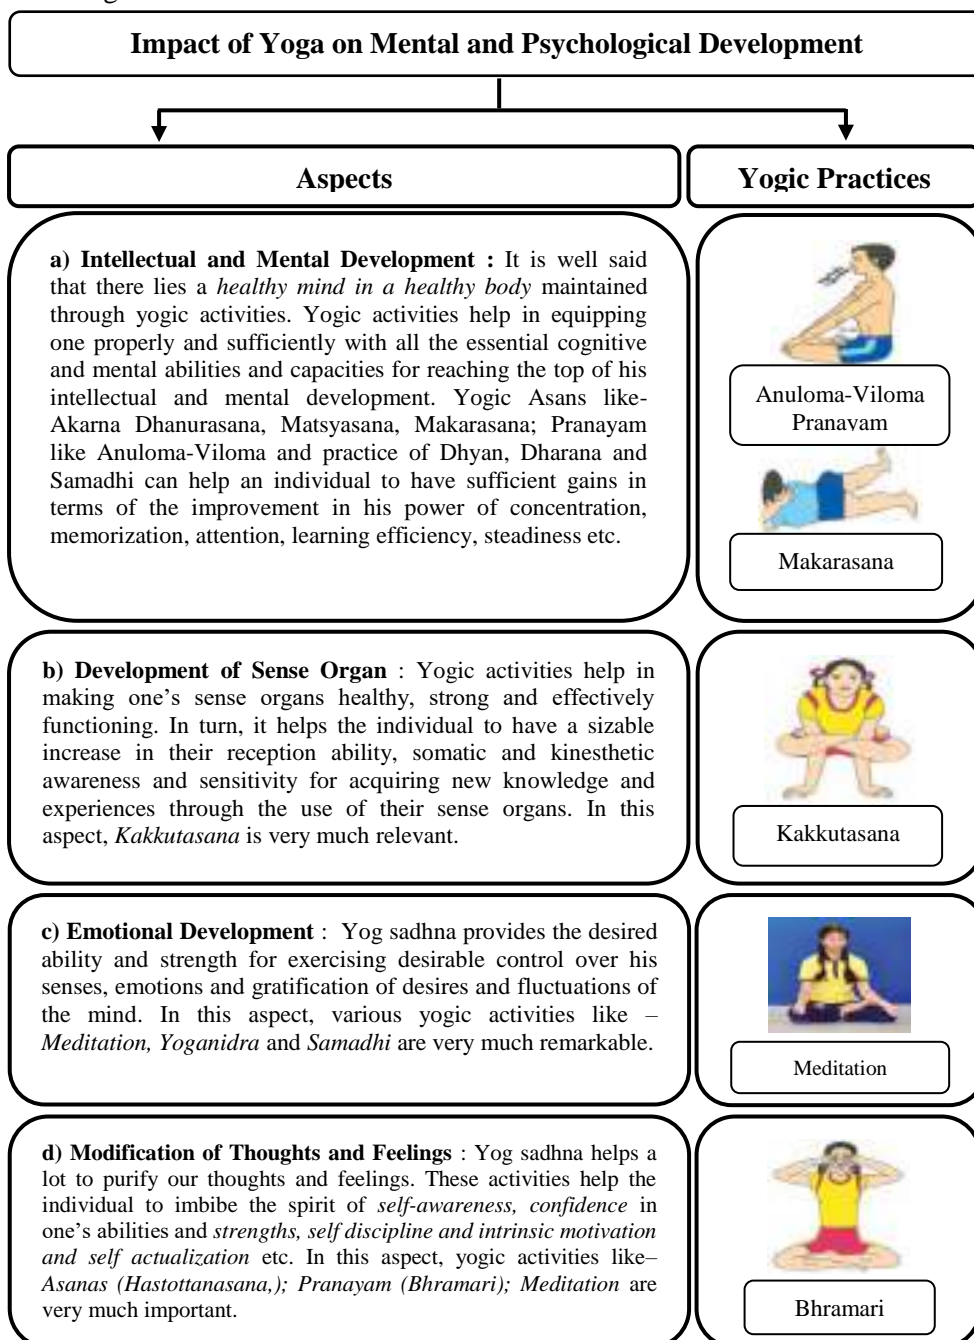 Impact of Yoga on Mental and Psychological Development
Aspects
Yogic Practices
a) Intellectual and Mental Development : It is well said
that there lies a healthy mind in a healthy body maintained
through yogic activities. Yogic activities help in equipping
one properly and sufficiently with all the essential cognitive
and mental abilities and capacities for reaching the top of his
intellectual and mental development. Yogic Asans like-
Akarna Dhanurasana, Matsyasana, Makarasana; Pranayam
like Anuloma-Viloma and practice of Dhyan, Dharana and
Samadhi can help an individual to have sufficient gains in
terms of the improvement in his power of concentration,
memorization, attention, learning efficiency, steadiness etc.
Anuloma-Viloma
Pranayam
Makarasana
b) Development of Sense Organ : Yogic activities help in
making one's sense organs healthy, strong and effectively
functioning. In turn, it helps the individual to have a sizable
increase in their reception ability, somatic and kinesthetic
awareness and sensitivity for acquiring new knowledge and
experiences through the use of their sense organs. In this
aspect, Kakkutasana is very much relevant.
Kakkutasana
c) Emotional Development : Yog sadhna provides the desired
ability and strength for exercising desirable control over his
senses, emotions and gratification of desires and fluctuations of
the mind. In this aspect, various yogic activities like –
Meditation, Yoganidra and Samadhi are very much remarkable.
Meditation
d) Modification of Thoughts and Feelings : Yog sadhna helps a
lot to purify our thoughts and feelings. These activities help the
individual to imbibe the spirit of self-awareness, confidence in
one's abilities and strengths, self discipline and intrinsic motivation
and self actualization etc. In this aspect, yogic activities like–
Asanas (Hastottanasana,); Pranayam (Bhramari); Meditation are
very much important.
Bhramari